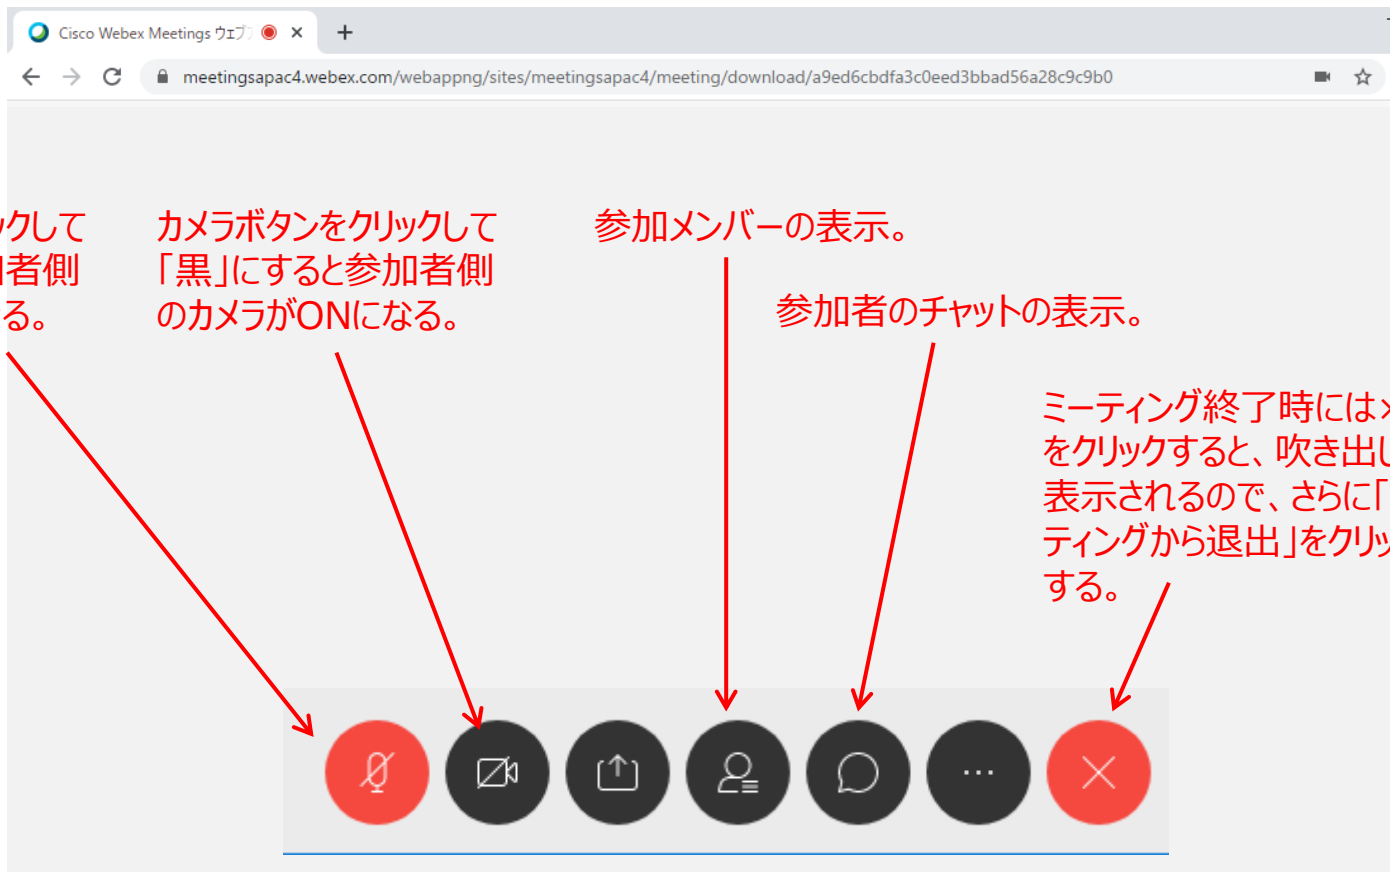 Cisco Webex Meetings ウェブ
meetingsapac4.webex.com/webappng/sites/meetingsapac4/meeting/download/a9ed6cbdfa3c0eed3bbad56a28c9c9b0
クして
者側
る。
カメラボタンをクリックして
「黒」にすると参加者側
のカメラがONになる。
参加メンバーの表示。
参加者のチャットの表示。
ミーティング終了時には×
をクリックすると、吹き出し
表示されるので、さらに「
ティングから退出」をクリッ
する。